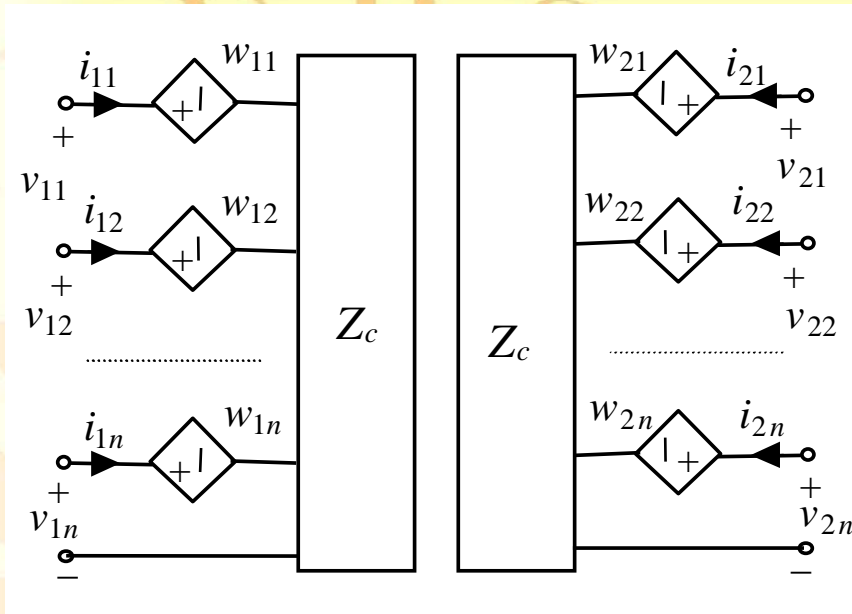 i11 w11 w21 i21
+ − − +
+ +
v11 v21
i12 w12 w22 i22
+ − − +
+ +
v12 v22
Zc Zc
i1n w1n w2n i2n
+ − − +
+ +
v1n v2n
− −